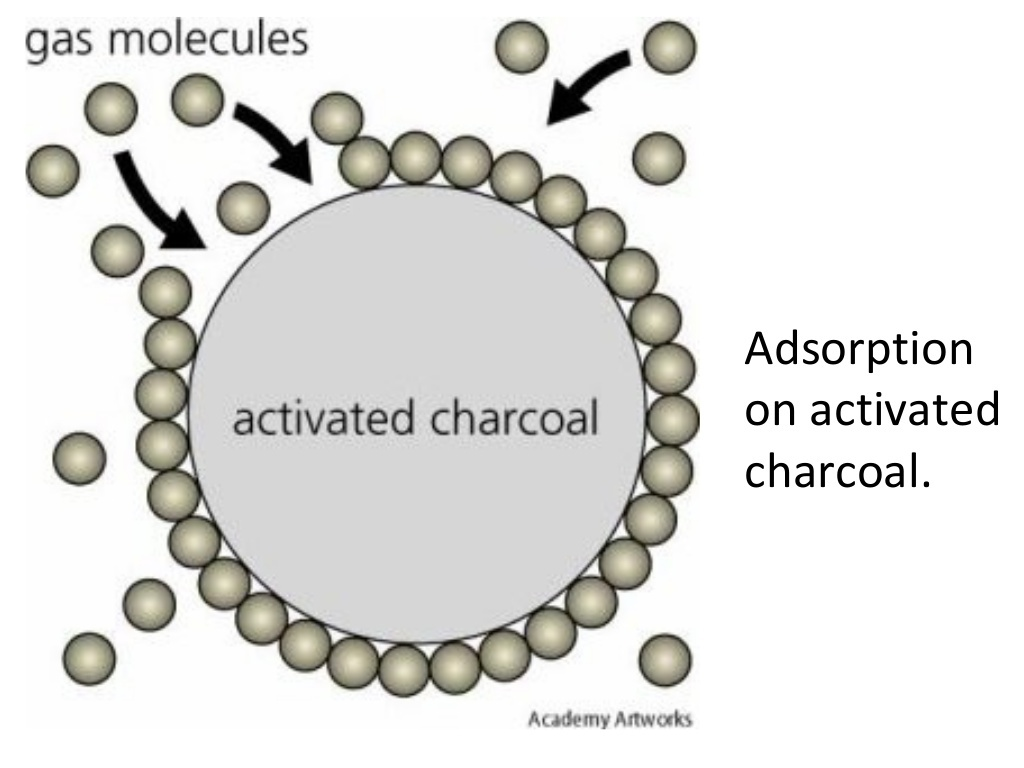 gas molecules
activated charcoal
Adsorption
on activated
charcoal.
Academy Artworks